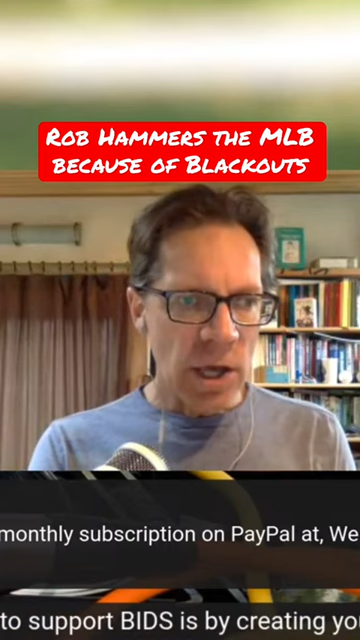 Rob Hammers the MLB
because of Blackouts
monthly subscription on PayPal at, We
to support BIDS is by creating yo